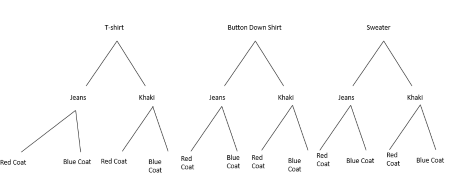 T-shirt
Button Down Shirt
Sweater
Jeans
Khaki
Jeans
Khaki
Jeans
Khaki
Red Coat
Blue Coat
Red Coat
Blue
Coat
Red
Coat
Blue
Coat
Red
Coat
Blue
Coat
Red
Coat
Blue Coat
Red
Coat
Blue Coat